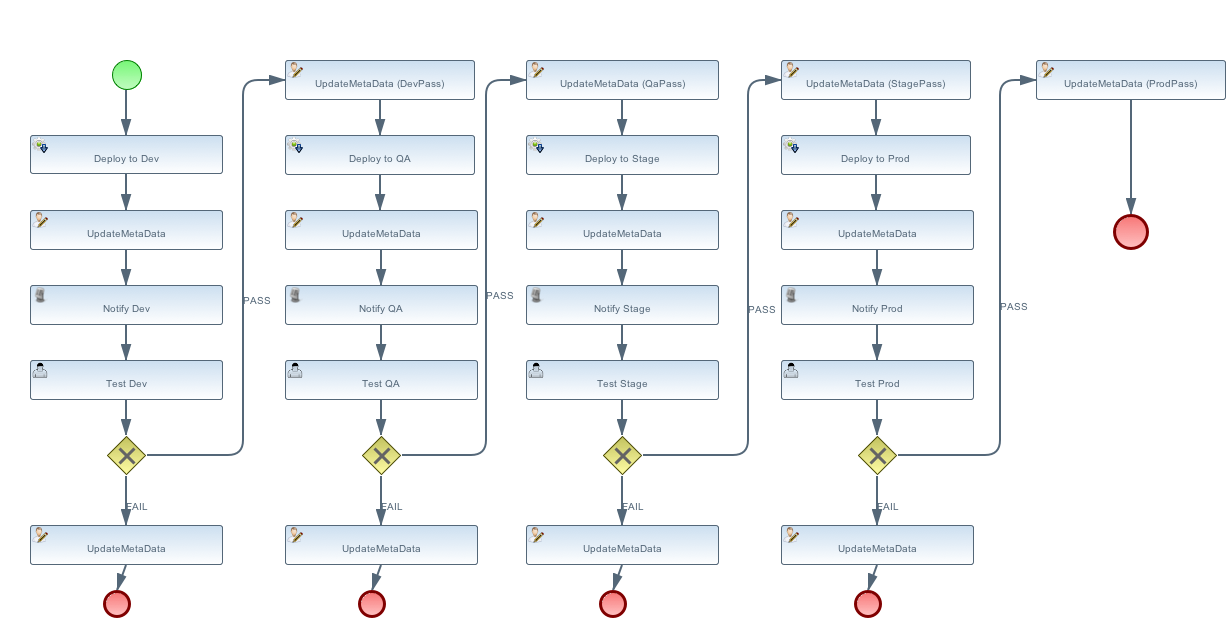 Deploy to Dev
UpdateMetaData
Notify Dev
Test Dev
FAIL
UpdateMetaData
PASS
UpdateMetaData (DevPass)
Deploy to QA
UpdateMetaData
Notify QA
Test QA
FAIL
UpdateMetaData
PASS
UpdateMetaData (QaPass)
Deploy to Stage
UpdateMetaData
Notify Stage
Test Stage
FAIL
UpdateMetaData
PASS
UpdateMetaData (StagePass)
Deploy to Prod
UpdateMetaData
Notify Prod
Test Prod
FAIL
UpdateMetaData
PASS
UpdateMetaData (ProdPass)